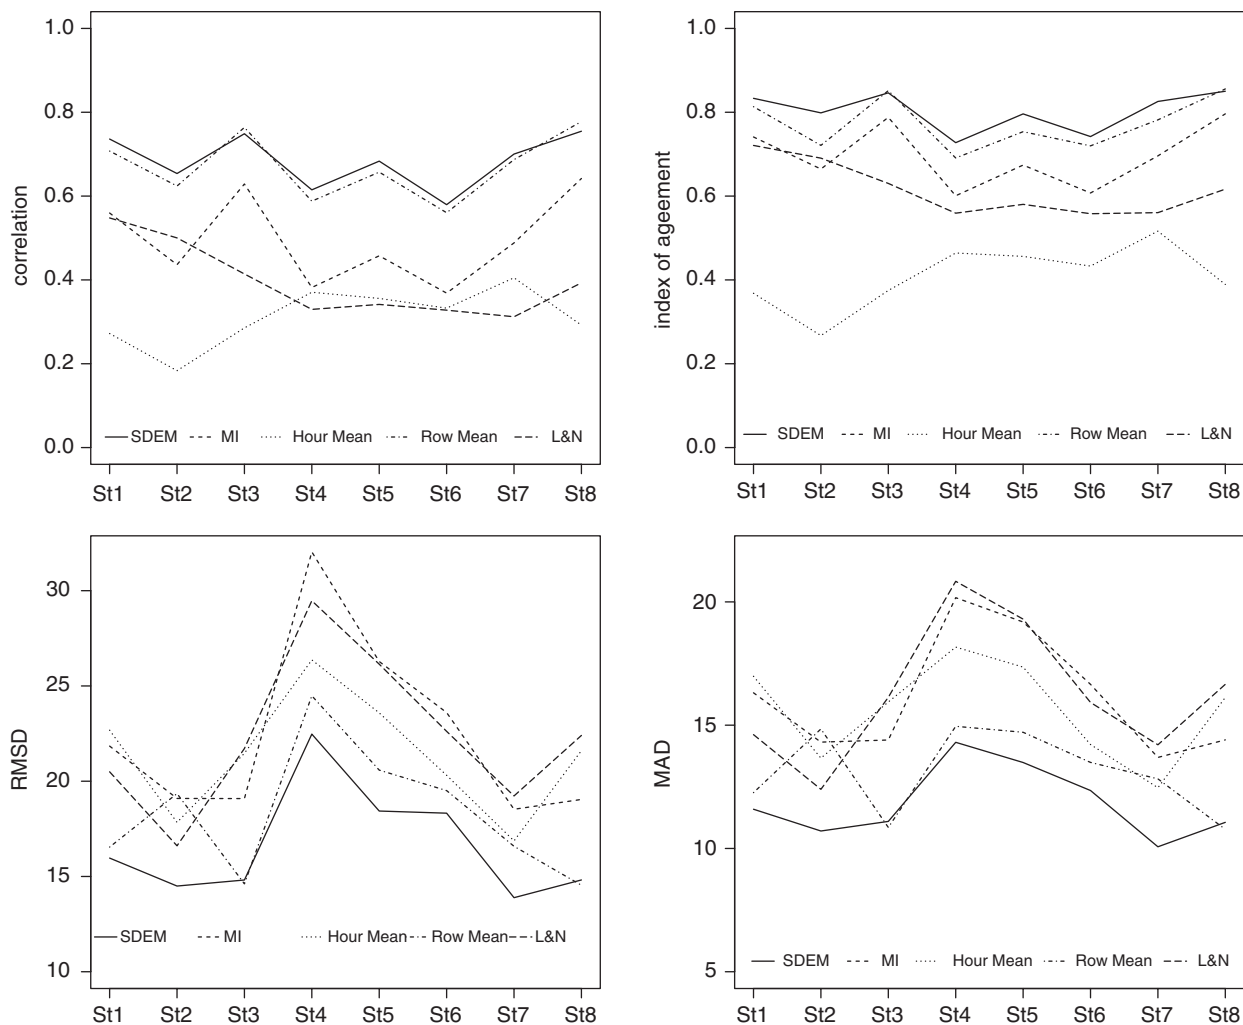 1.0
0.8
0.6
0.4
0.2
0.0
correlation
SDEM MI Hour Mean Row Mean L&N
St1 St2 St3 St4 St5 St6 St7 St8
1.0
0.8
0.6
0.4
0.2
0.0
index of ageement
SDEM MI Hour Mean Row Mean L&N
St1 St2 St3 St4 St5 St6 St7 St8
30
25
20
15
10
RMSD
SDEM MI Hour Mean Row Mean L&N
St1 St2 St3 St4 St5 St6 St7 St8
20
15
10
5
MAD
SDEM MI Hour Mean Row Mean L&N
St1 St2 St3 St4 St5 St6 St7 St8